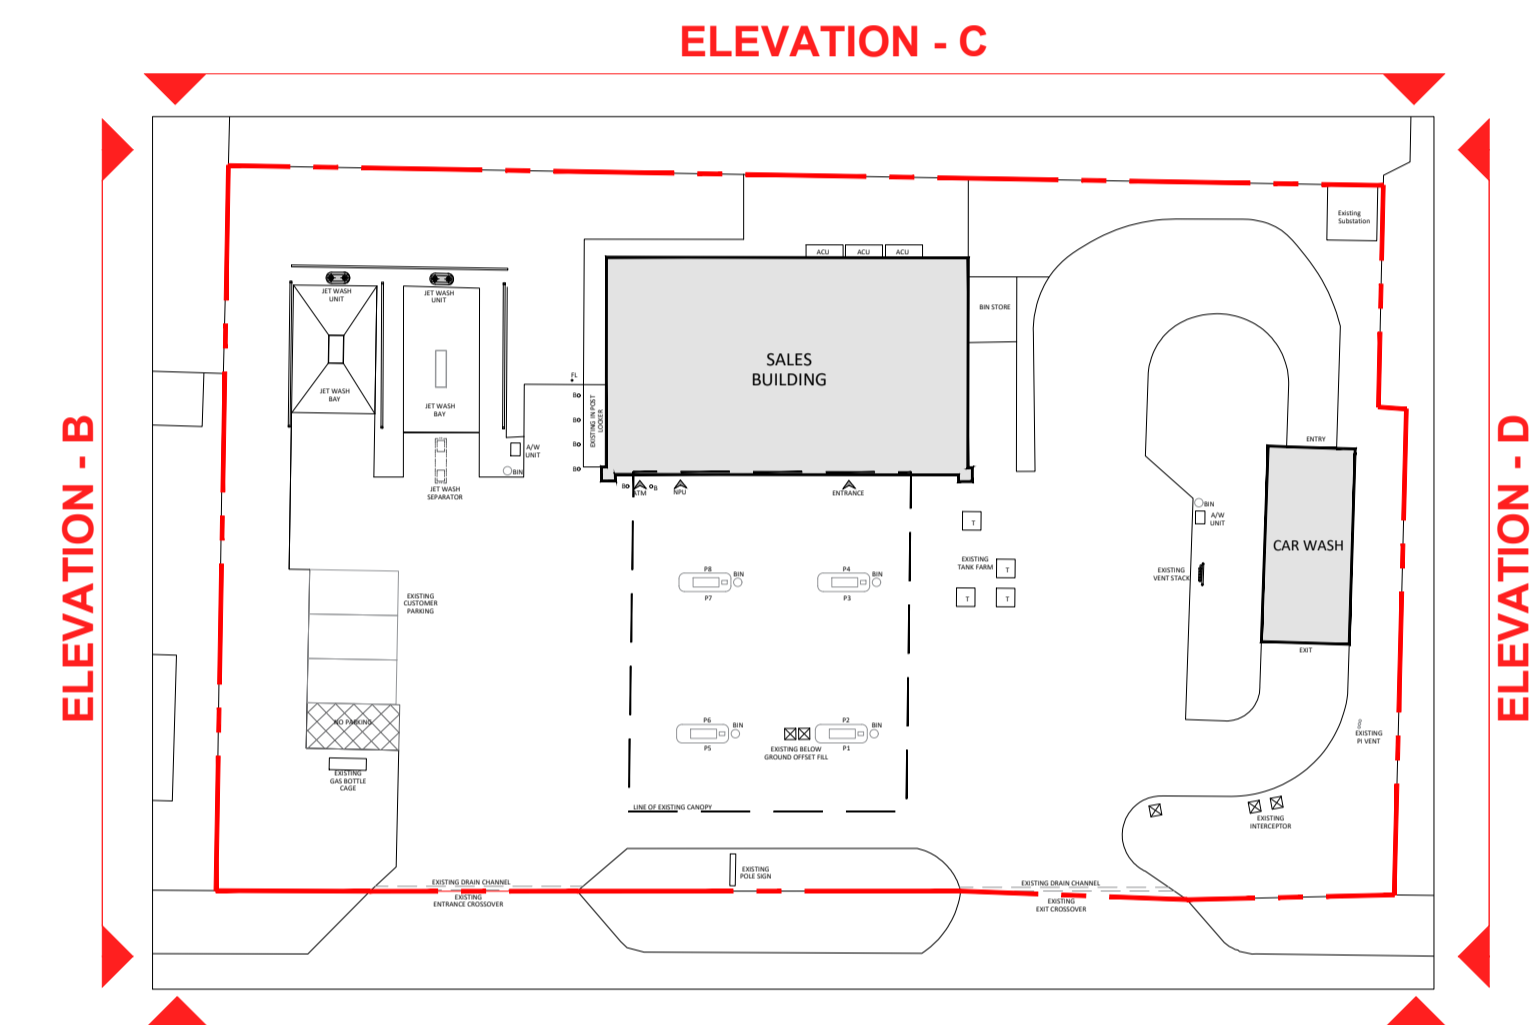 ELEVATION - C
ELEVATION - B
ELEVATION - D
Existing
Substation
ACU
ACU
ACU
JET WASH
UNIT
JET WASH
UNIT
BIN STORE
SALES
BUILDING
FL
JET WASH
BAY
JET WASH
BAY
B
B
B
B
EXISTING IN POST
LOCKER
A/W
UNIT
BIN
JET WASH
SEPARATOR
B
ATM
B
NPU
ENTRANCE
ENTRY
BIN
A/W
UNIT
CAR WASH
T
EXISTING
TANK FARM
T
T
T
EXISTING
VENT STACK
P8
BIN
P7
P4
BIN
P3
EXISTING
CUSTOMER
PARKING
EXIT
NO PARKING
P6
BIN
P5
P2
BIN
P1
EXISTING BELOW
GROUND OFFSET FILL
EXISTING
PI VENT
EXISTING
GAS BOTTLE
CAGE
LINE OF EXISTING CANOPY
EXISTING
INTERCEPTOR
EXISTING
POLE SIGN
EXISTING DRAIN CHANNEL
EXISTING
ENTRANCE CROSSOVER
EXISTING DRAIN CHANNEL
EXISTING
EXIT CROSSOVER